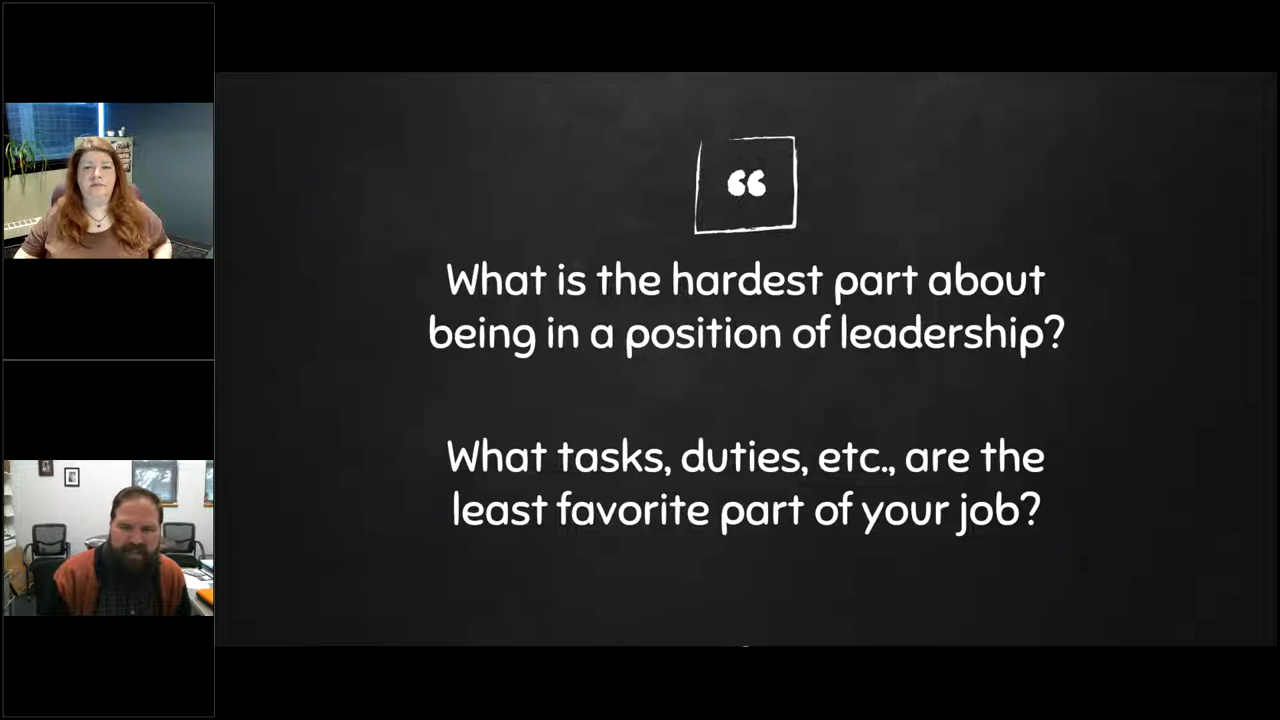 “
What is the hardest part about
being in a position of leadership?
What tasks, duties, etc., are the
least favorite part of your job?